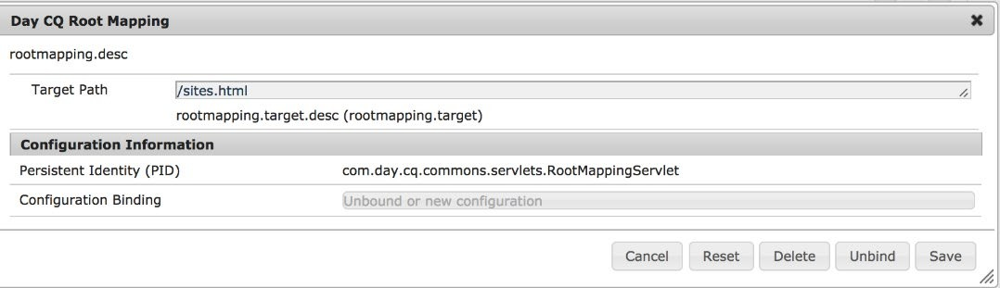 Day CQ Root Mapping
rootmapping.desc
Target Path /sites.html
rootmapping.target.desc (rootmapping.target)
Configuration Information
Persistent Identity (PID) com.day.cq.commons.servlets.RootMappingServlet
Configuration Binding Unbound or new configuration
Cancel Reset Delete Unbind Save